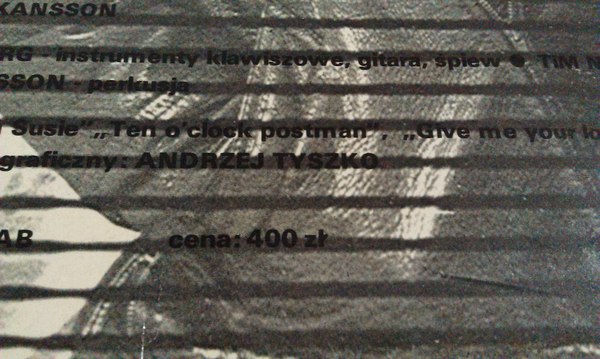 KANSSON
RG - instrumenty klawiszowe, gitara, śpiew ● TIM N
SSON - perkusja
Susie" „Ten o'clock postman", „Give me your lo
graficzny: ANDRZEJ TYSZKO
AB cena: 400 zł